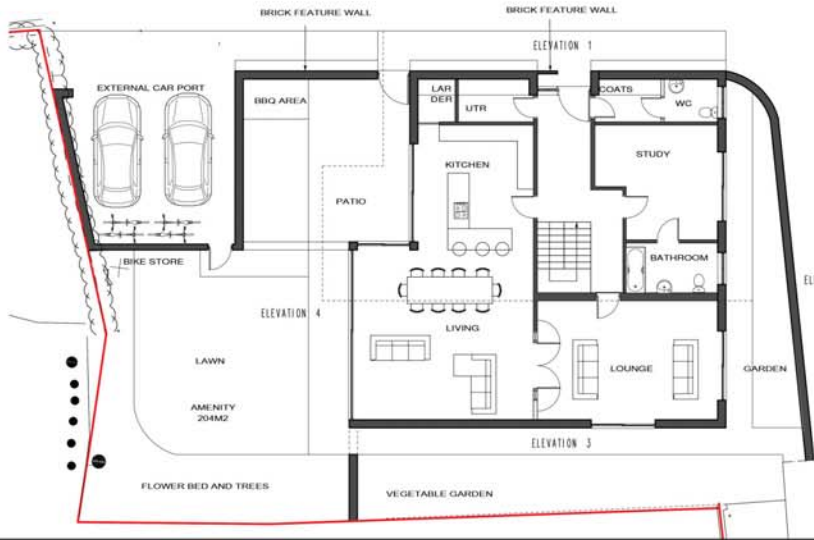 BRICK FEATURE WALL
BRICK FEATURE WALL
ELEVATION 1
EXTERNAL CAR PORT
BBQ AREA
LAR
DER
UTR
COATS
WC
KITCHEN
STUDY
PATIO
BIKE STORE
BATHROOM
ELEVATION 4
LIVING
LAWN
LOUNGE
GARDEN
AMENITY
204M2
ELEVATION 3
FLOWER BED AND TREES
VEGETABLE GARDEN